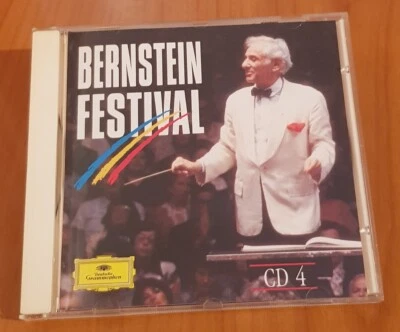 BERNSTEIN
FESTIVAL
Deutsche
Grammophon
CD 4